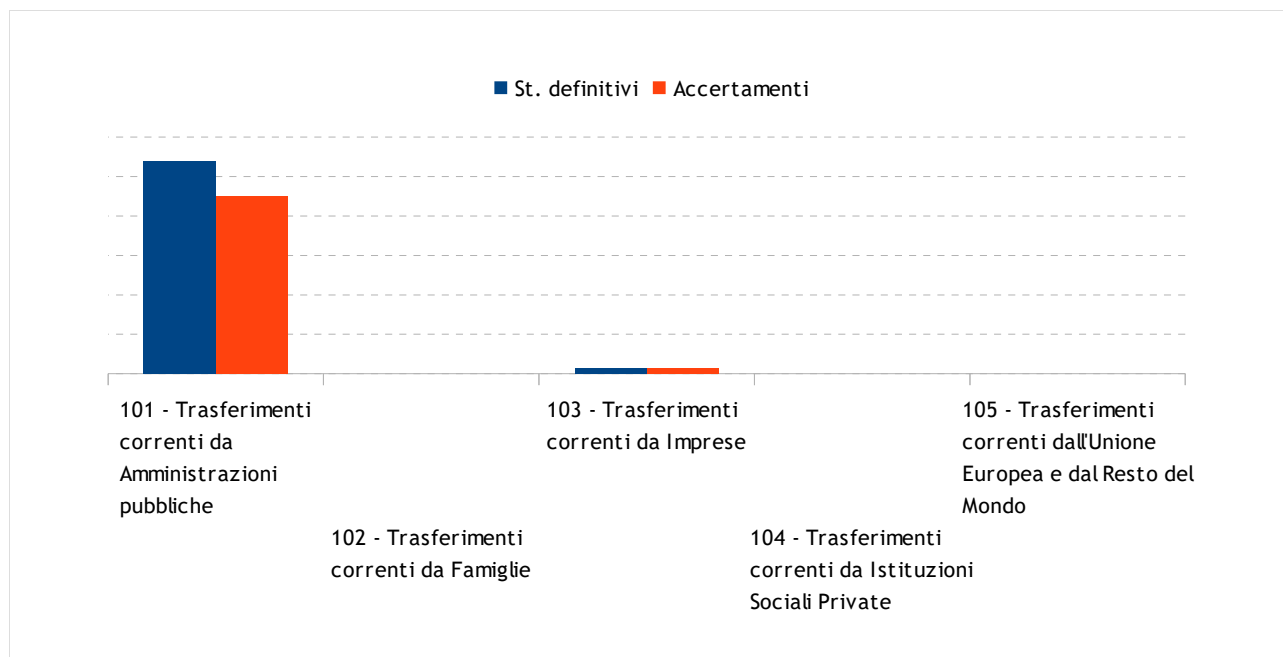 St. definitivi Accertamenti
101 - Trasferimenti
correnti da
Amministrazioni
pubbliche
102 - Trasferimenti
correnti da Famiglie
103 - Trasferimenti
correnti da Imprese
104 - Trasferimenti
correnti da Istituzioni
Sociali Private
105 - Trasferimenti
correnti dall'Unione
Europea e dal Resto del
Mondo